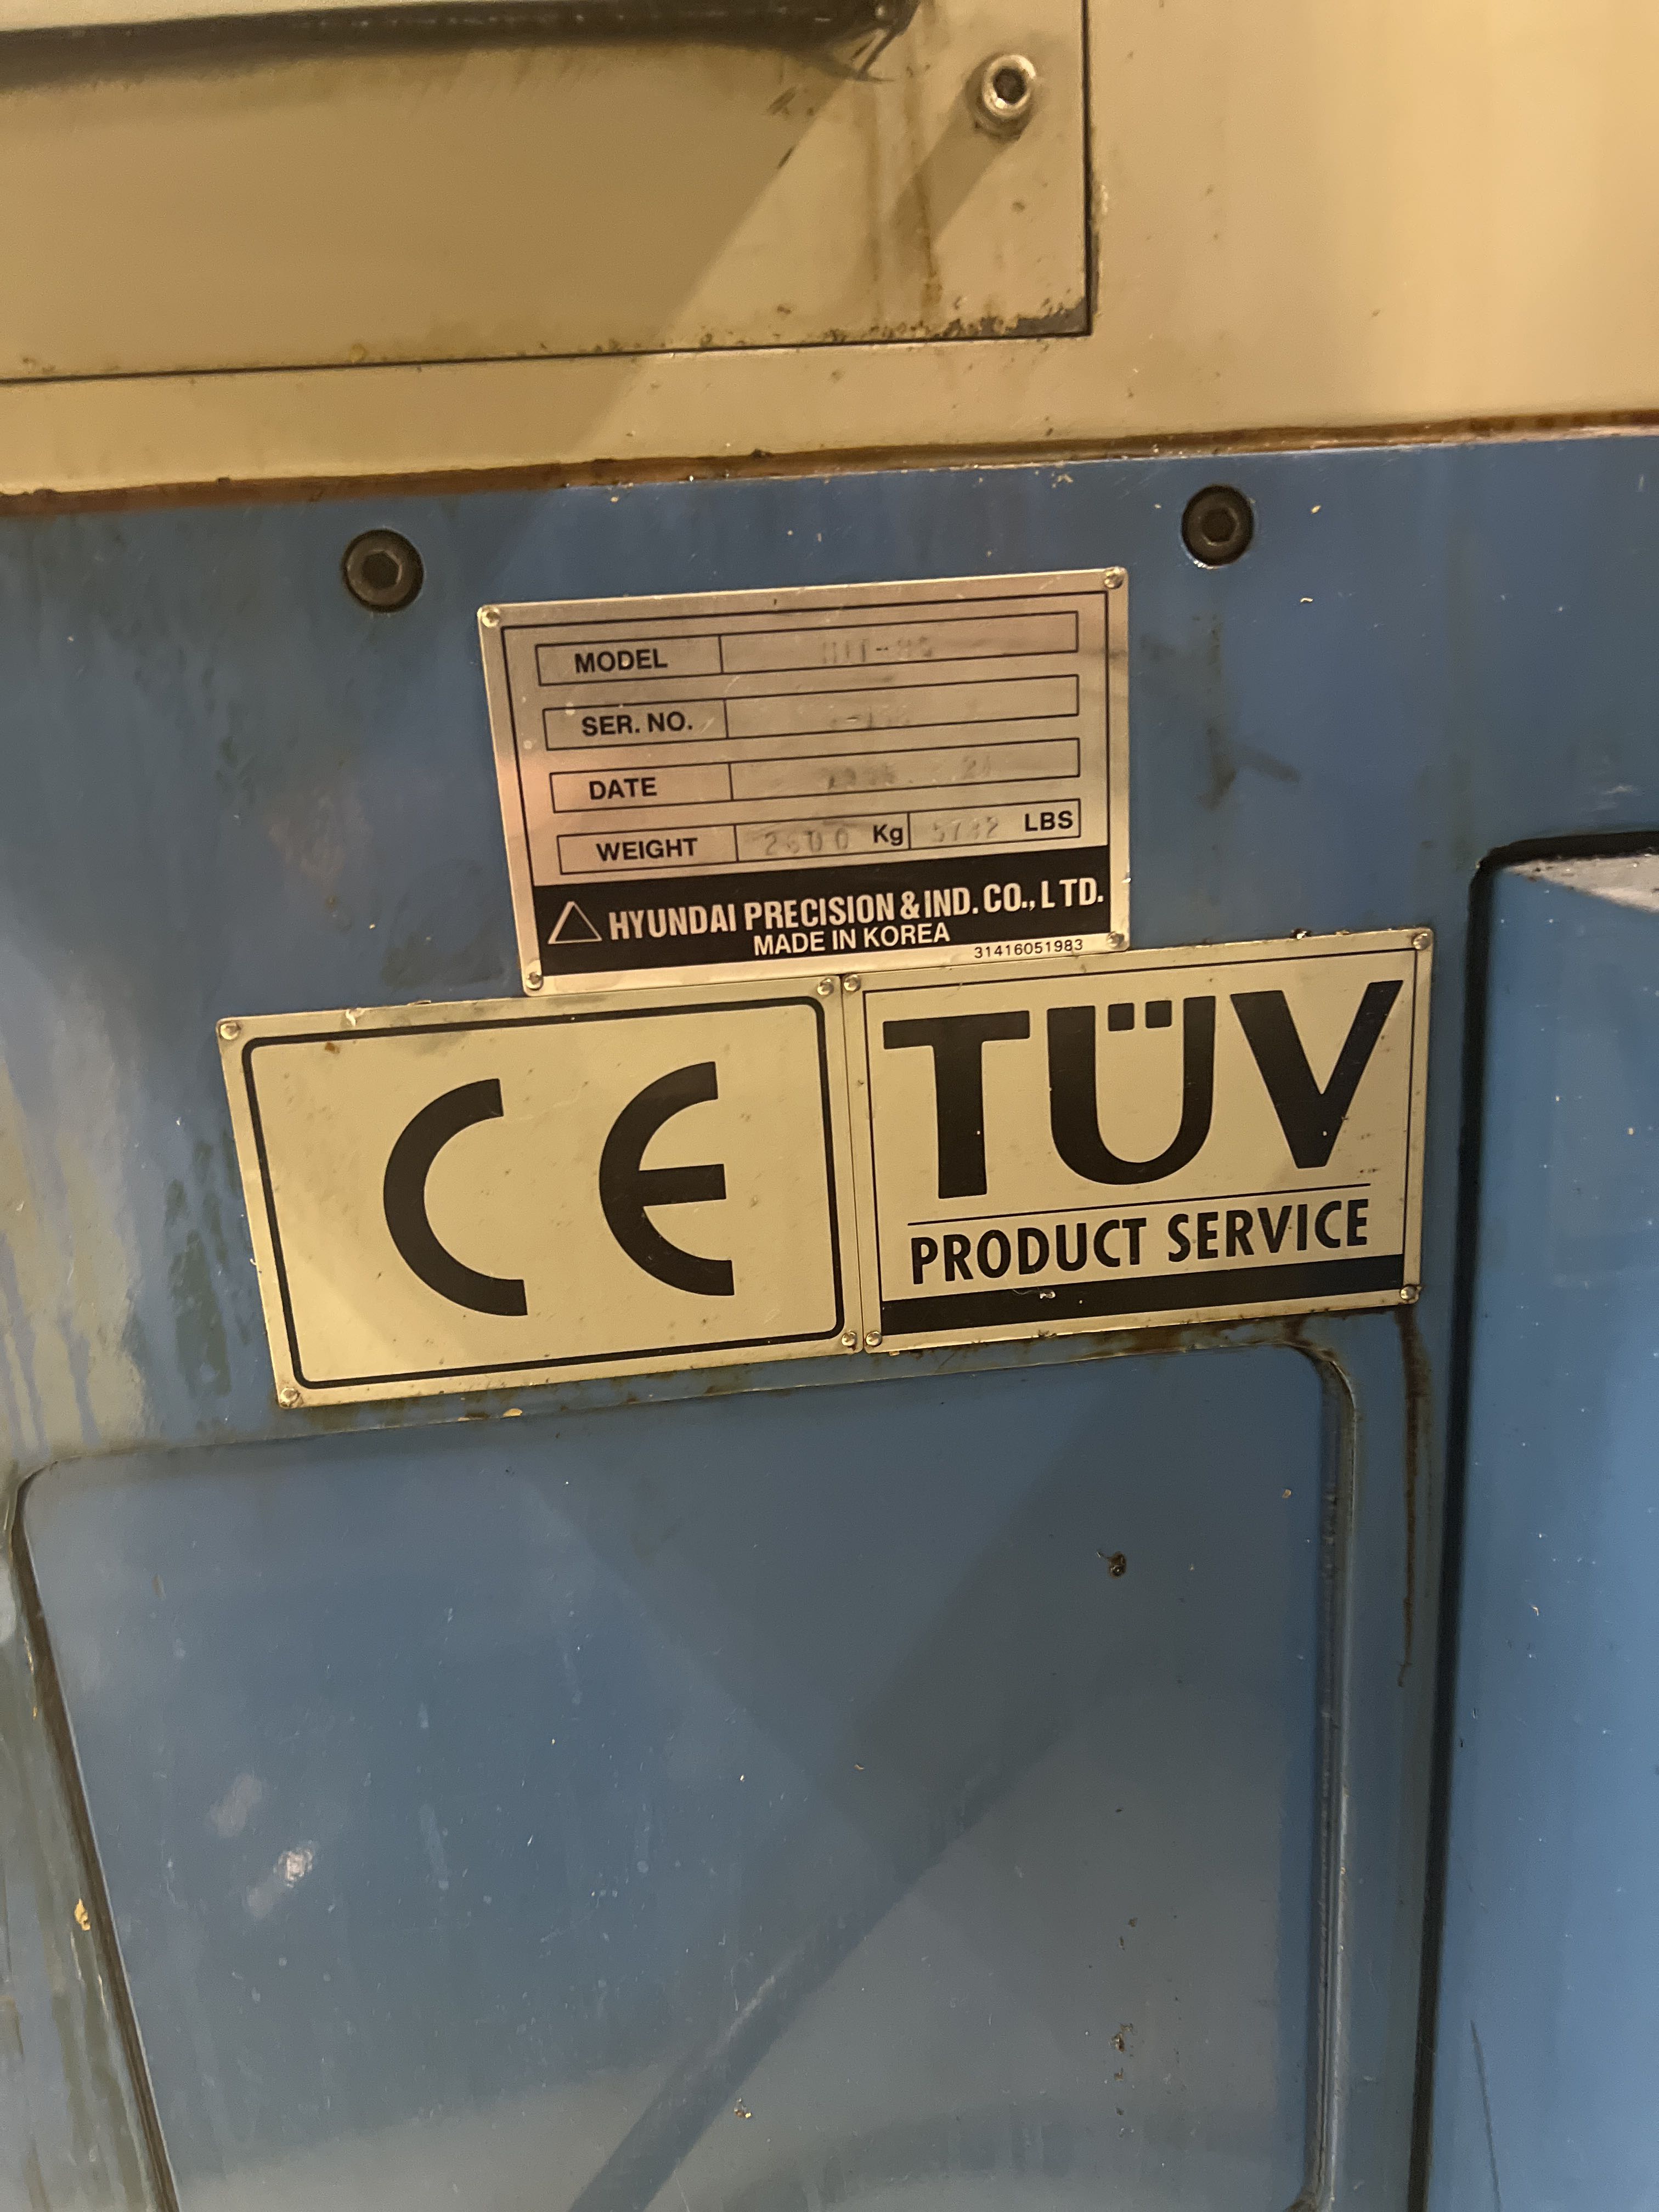 MODEL
SER. NO.
DATE
WEIGHT 2600 Kg LBS
HYUNDAI PRECISION & IND. CO., LTD.
MADE IN KOREA
31416051983
CE
TÜV
PRODUCT SERVICE